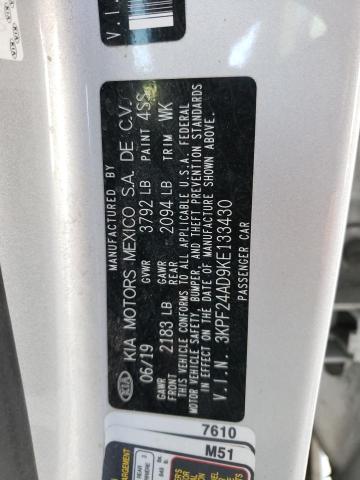 MANUFACTURED BY
KIA KIA MOTORS MEXICO S.A. DE C.V.
06/19 GVWR 3792 LB PAINT 4SS
GAWR FRONT 2183 LB GAWR REAR 2094 LB TRIM WK
THIS VEHICLE CONFORMS TO ALL APPLICABLE U.S.A. FEDERAL
MOTOR VEHICLE SAFETY, BUMPER, AND THEFT PREVENTION STANDARDS
IN EFFECT ON THE DATE OF MANUFACTURE SHOWN ABOVE.
V.I.N. 3KPF24AD9KE133430
PASSENGER CAR
7610
M51
V.I.